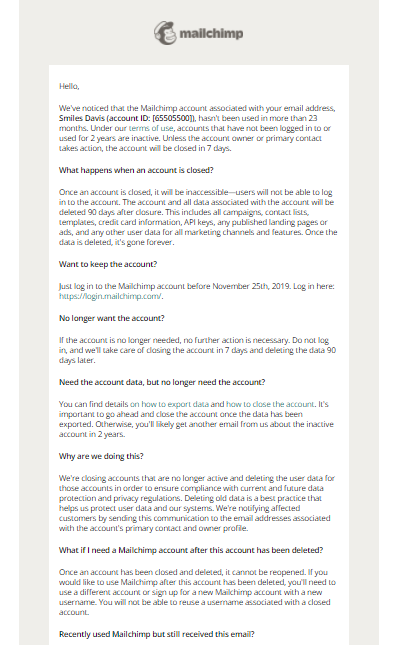 mailchimp
Hello,
We've noticed that the Mailchimp account associated with your email address,
Smiles Davis (account ID: [65505500]), hasn't been used in more than 23
months. Under our terms of use, accounts that have not been logged in to or
used for 2 years are inactive. Unless the account owner or primary contact
takes action, the account will be closed in 7 days.
What happens when an account is closed?
Once an account is closed, it will be inaccessible—users will not be able to log
in to the account. The account and all data associated with the account will be
deleted 90 days after closure. This includes all campaigns, contact lists,
templates, credit card information, API keys, any published landing pages or
ads, and any other user data for all marketing channels and features. Once the
data is deleted, it's gone forever.
Want to keep the account?
Just log in to the Mailchimp account before November 25th, 2019. Log in here:
https://login.mailchimp.com/.
No longer want the account?
If the account is no longer needed, no further action is necessary. Do not log
in, and we'll take care of closing the account in 7 days and deleting the data 90
days later.
Need the account data, but no longer need the account?
You can find details on how to export data and how to close the account. It's
important to go ahead and close the account once the data has been
exported. Otherwise, you'll likely get another email from us about the inactive
account in 2 years.
Why are we doing this?
We're closing accounts that are no longer active and deleting the user data for
those accounts in order to ensure compliance with current and future data
protection and privacy regulations. Deleting old data is a best practice that
helps us protect user data and our systems. We're notifying affected
customers by sending this communication to the email addresses associated
with the account's primary contact and owner profile.
What if I need a Mailchimp account after this account has been deleted?
Once an account has been closed and deleted, it cannot be reopened. If you
would like to use Mailchimp after this account has been deleted, you'll need to
use a different account or sign up for a new Mailchimp account with a new
username. You will not be able to reuse a username associated with a closed
account.
Recently used Mailchimp but still received this email?